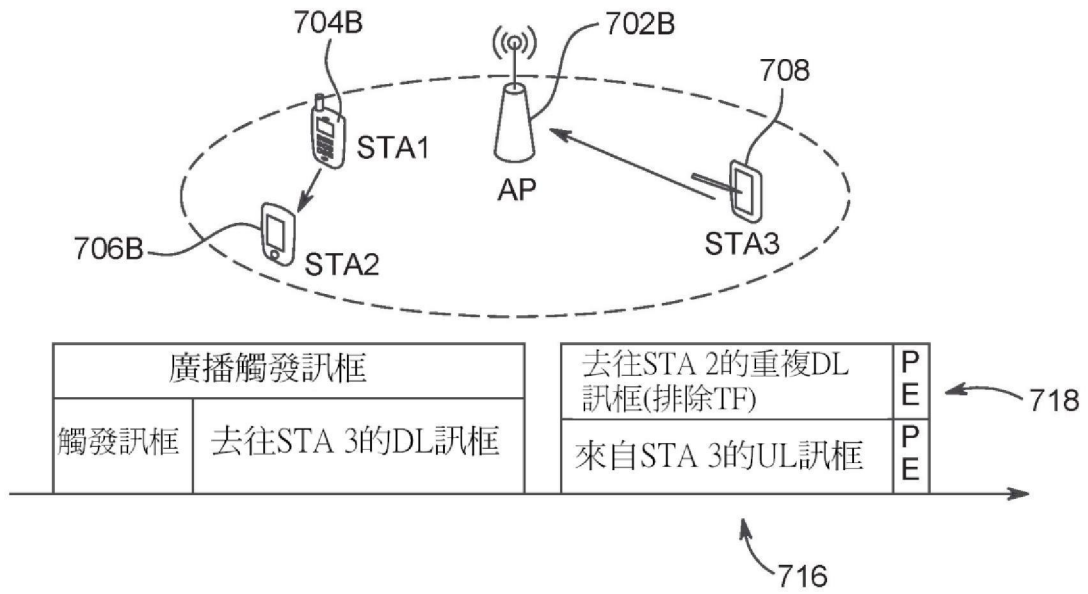 704B
702B
708
STA1
AP
STA3
706B
STA2
廣播觸發訊框
觸發訊框
去往STA 3的DL訊框
去往STA 2的重複DL
訊框(排除TF)
P
E
718
來自STA 3的UL訊框
P
E
716